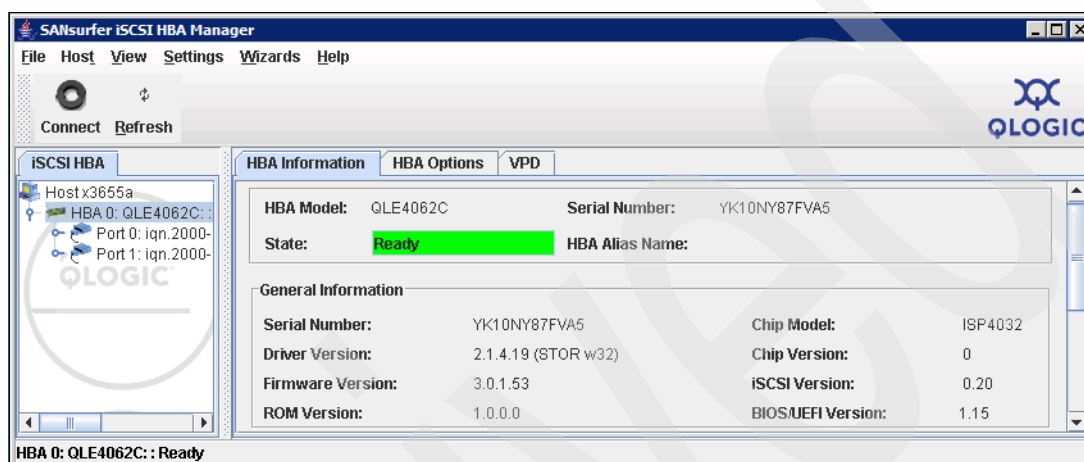 SANsurfer iSCSI HBA Manager
File Host View Settings Wizards Help
Connect Refresh
QLOGIC
iSCSI HBA
HBA Information HBA Options VPD
Host x3655a
HBA 0: QLE4062C: :
Port 0: iqn.2000-
Port 1: iqn.2000-
QLOGIC
HBA Model: QLE4062C Serial Number: YK10NY87FVA5
State: Ready HBA Alias Name:
General Information
Serial Number: YK10NY87FVA5 Chip Model: ISP4032
Driver Version: 2.1.4.19 (STOR w32) Chip Version: 0
Firmware Version: 3.0.1.53 iSCSI Version: 0.20
ROM Version: 1.0.0.0 BIOS/UEFI Version: 1.15
HBA 0: QLE4062C: : Ready